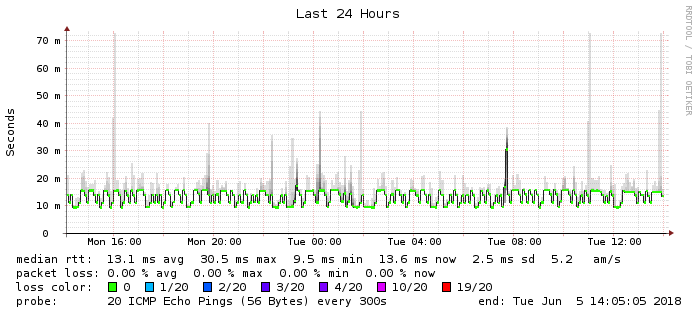 Last 24 Hours
RRDTOOL / TOBI OETIKER
Seconds
70 m
60 m
50 m
40 m
30 m
20 m
10 m
0
Mon 16:00 Mon 20:00 Tue 00:00 Tue 04:00 Tue 08:00 Tue 12:00
median rtt: 13.1 ms avg 30.5 ms max 9.5 ms min 13.6 ms now 2.5 ms sd 5.2 am/s
packet loss: 0.00 % avg 0.00 % max 0.00 % min 0.00 % now
loss color: 0 1/20 2/20 3/20 4/20 10/20 19/20
probe: 20 ICMP Echo Pings (56 Bytes) every 300s end: Tue Jun 5 14:05:05 2018